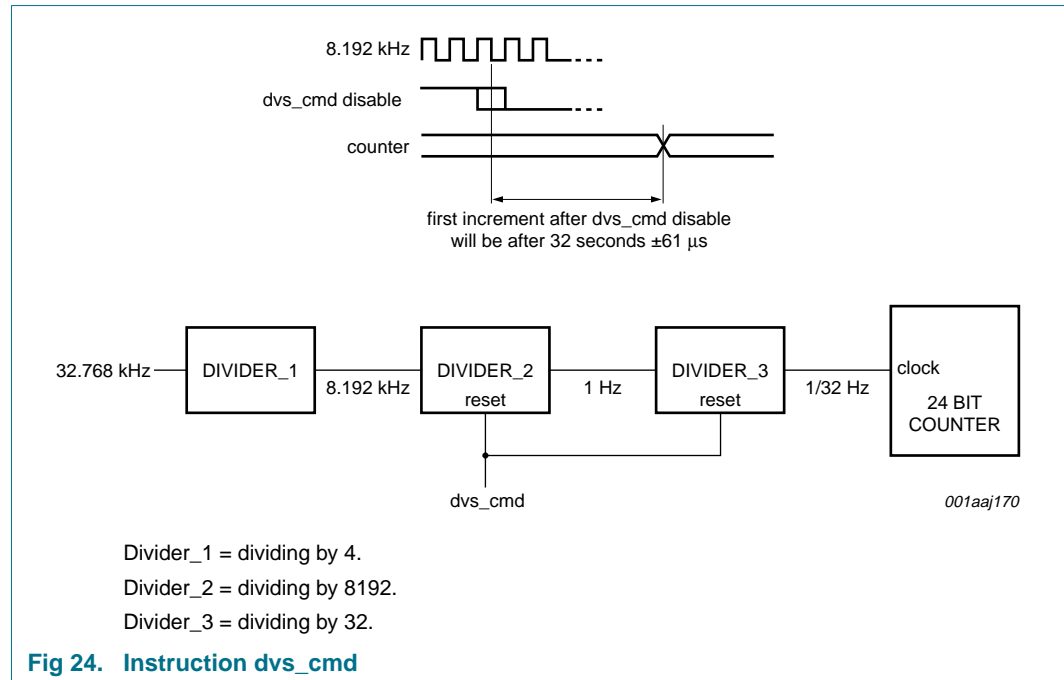 8.192 kHz
dvs_cmd disable
counter
first increment after dvs_cmd disable
will be after 32 seconds ±61 μs
32.768 kHz
DIVIDER_1
8.192 kHz
DIVIDER_2
reset
1 Hz
DIVIDER_3
reset
1/32 Hz
clock
24 BIT
COUNTER
dvs_cmd
001aaj170
Divider_1 = dividing by 4.
Divider_2 = dividing by 8192.
Divider_3 = dividing by 32.
Fig 24. Instruction dvs_cmd